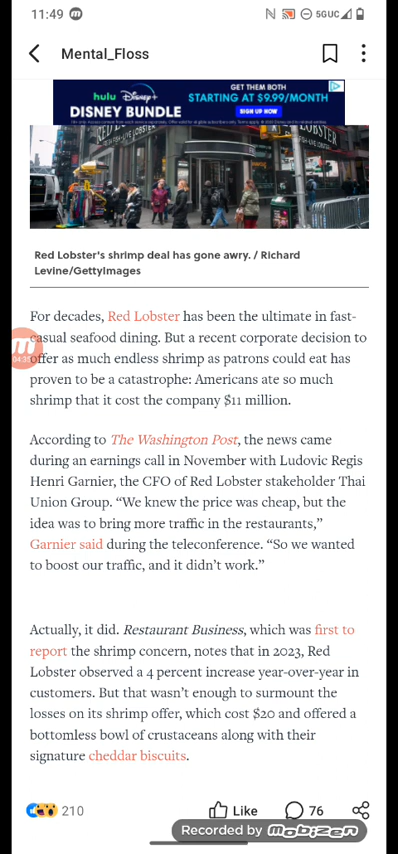 11:49
5GUC
Mental_Floss
hulu Disney+
DISNEY BUNDLE
GET THEM BOTH
STARTING AT $9.99/MONTH
SIGN UP NOW
RED LOBSTER
LOBSTER
Red Lobster's shrimp deal has gone awry. / Richard
Levine/GettyImages
For decades, Red Lobster has been the ultimate in fast-
casual seafood dining. But a recent corporate decision to
offer as much endless shrimp as patrons could eat has
proven to be a catastrophe: Americans ate so much
shrimp that it cost the company $11 million.
04:39
According to The Washington Post, the news came
during an earnings call in November with Ludovic Regis
Henri Garnier, the CFO of Red Lobster stakeholder Thai
Union Group. “We knew the price was cheap, but the
idea was to bring more traffic in the restaurants,”
Garnier said during the teleconference. “So we wanted
to boost our traffic, and it didn’t work.”
Actually, it did. Restaurant Business, which was first to
report the shrimp concern, notes that in 2023, Red
Lobster observed a 4 percent increase year-over-year in
customers. But that wasn’t enough to surmount the
losses on its shrimp offer, which cost $20 and offered a
bottomless bowl of crustaceans along with their
signature cheddar biscuits.
210
Like
76
Recorded by mobizen